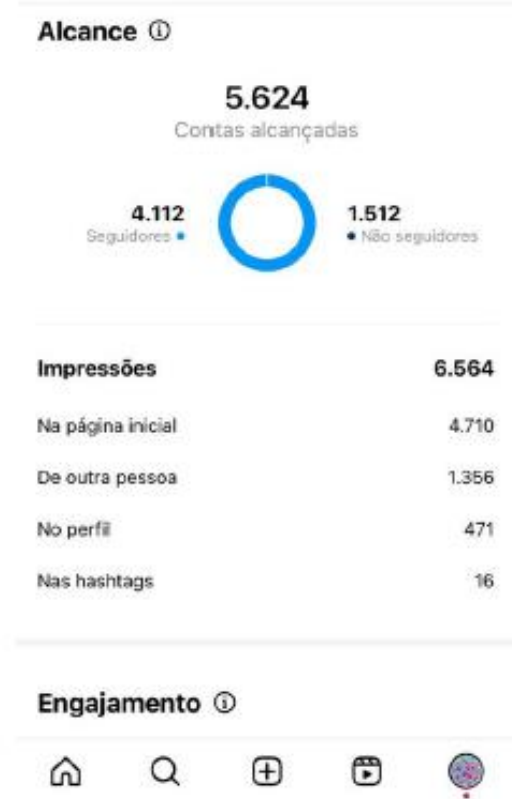 Alcance
5.624
Contas alcançadas
4.112
Seguidores
1.512
Não seguidores
Impressões 6.564
Na página inicial 4.710
De outra pessoa 1.356
No perfil 471
Nas hashtags 16
Engajamento